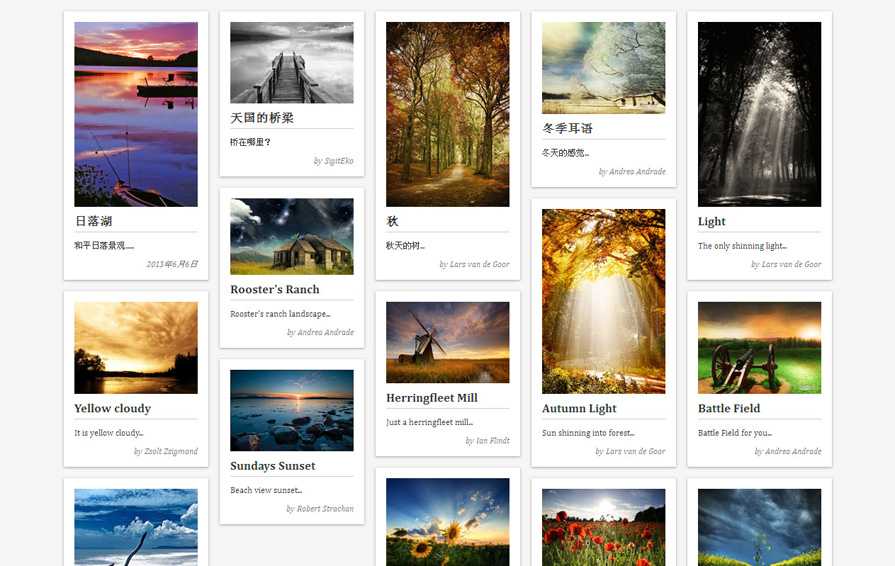 日落湖
和平日落景观.....
2013年6月6日
Yellow cloudy
It is yellow cloudy...
by Zsolt Zsigmond
天国的桥梁
桥在哪里?
by SigitEko
Rooster's Ranch
Rooster's ranch landscape...
by Andrea Andrade
Sundays Sunset
Beach view sunset...
by Robert Strachan
秋
秋天的树...
by Lars van de Goor
Herringfleet Mill
Just a herringfleet mill...
by Ian Flindt
冬季耳语
冬天的感觉...
by Andrea Andrade
Autumn Light
Sun shinning into forest...
by Lars van de Goor
Light
The only shinning light...
by Lars van de Goor
Battle Field
Battle Field for you...
by Andrea Andrade